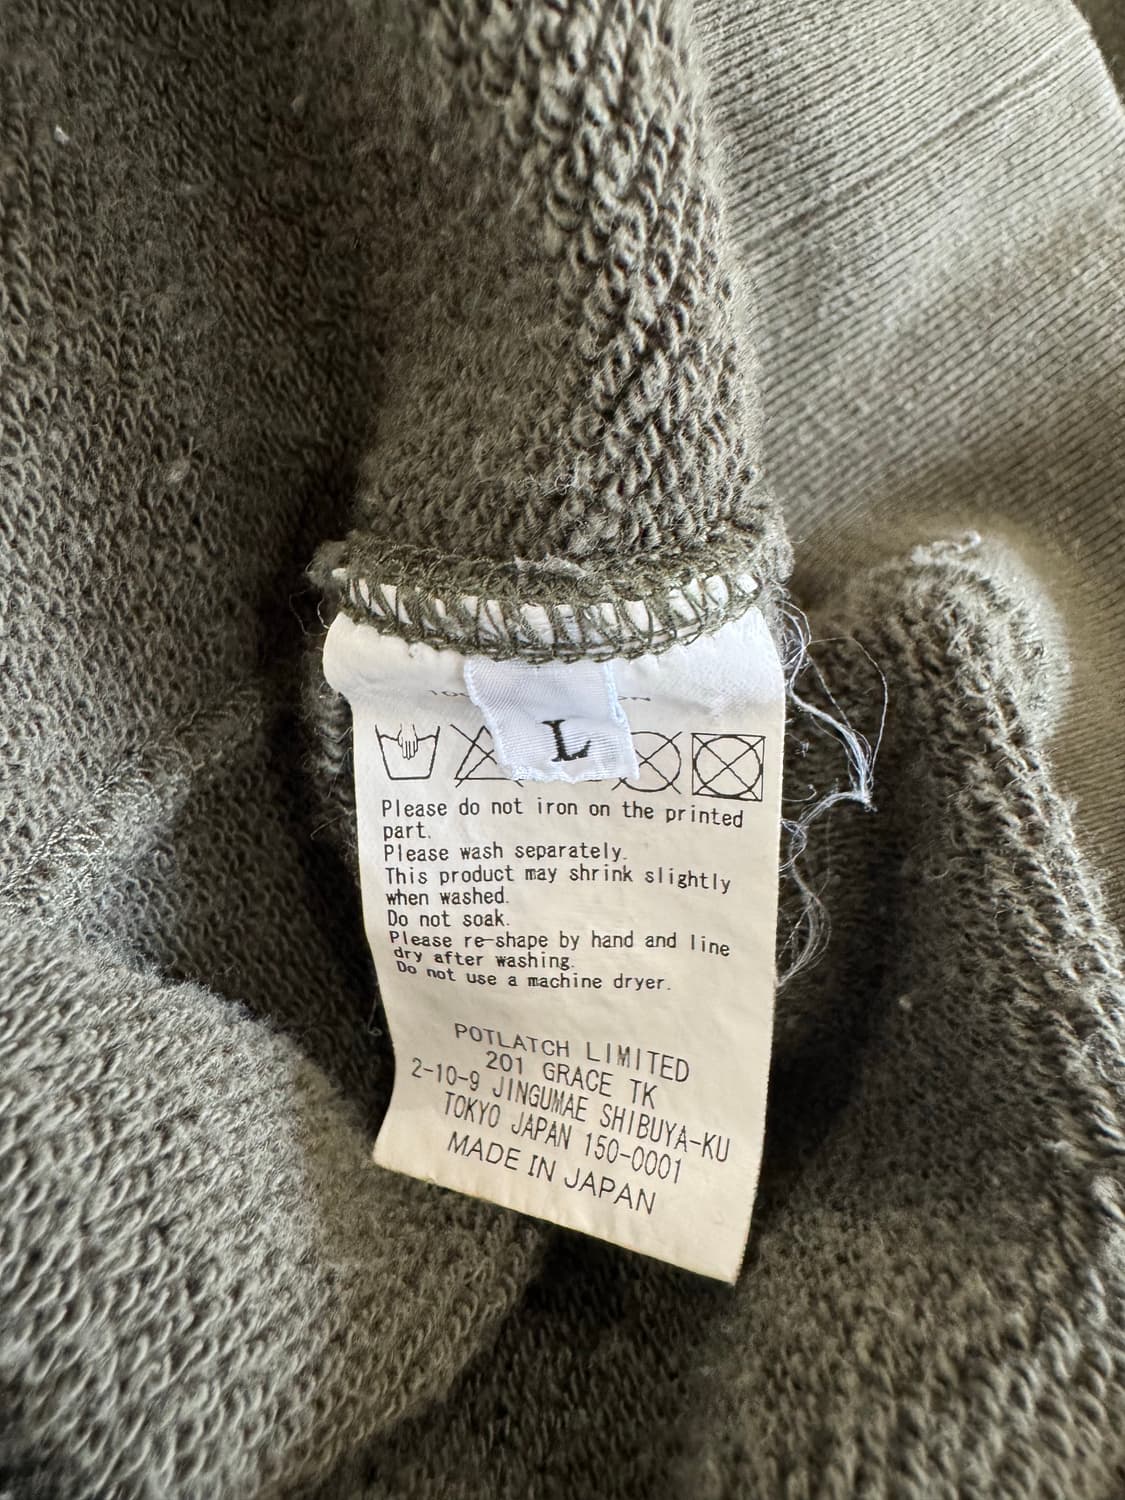 L
Please do not iron on the printed
part.
Please wash separately.
This product may shrink slightly
when washed.
Do not soak.
Please re-shape by hand and line
dry after washing.
Do not use a machine dryer.
POTLATCH LIMITED
201 GRACE TK
2-10-9 JINGUMAE SHIBUYA-KU
TOKYO JAPAN 150-0001
MADE IN JAPAN